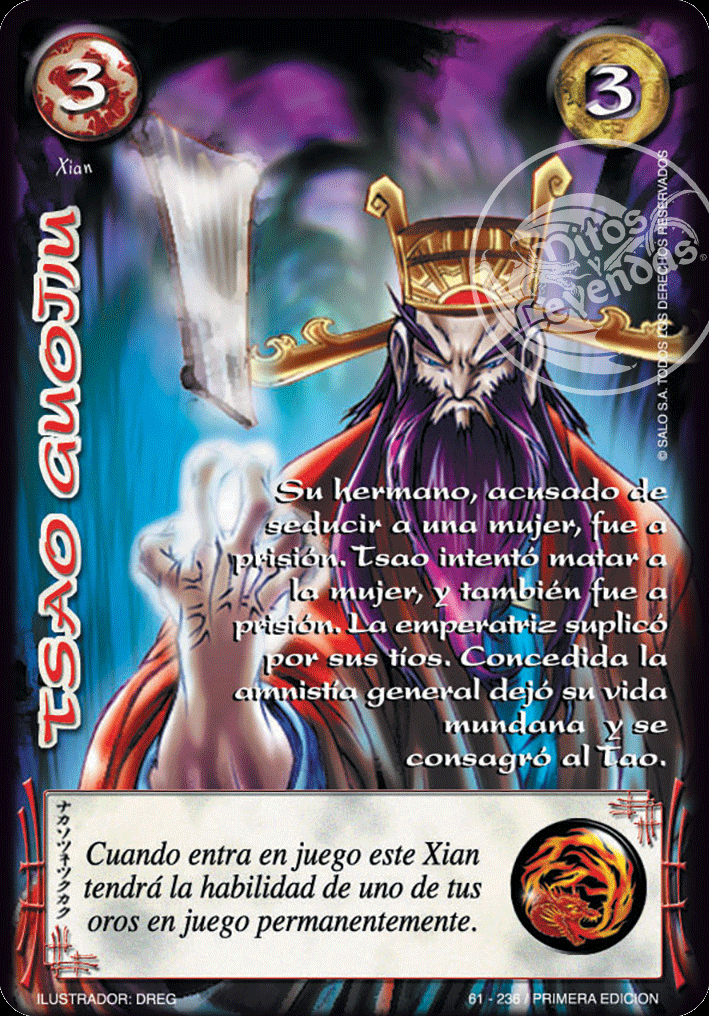 3
3
Xian
TSAO GUOJIU
Mitos
y
Leyendas®
© SALO S.A. TODOS LOS DERECHOS RESERVADOS
Su hermano, acusado de
seducir a una mujer, fue a
prisión. Tsao intentó matar a
la mujer, y también fue a
prisión. La emperatriz suplicó
por sus tíos. Concedida la
amnistía general dejó su vida
mundana y se
consagró al Tao.
ナカソツネツクカク
Cuando entra en juego este Xian
tendrá la habilidad de uno de tus
oros en juego permanentemente.
ILUSTRADOR: DREG
61 - 236 / PRIMERA EDICION